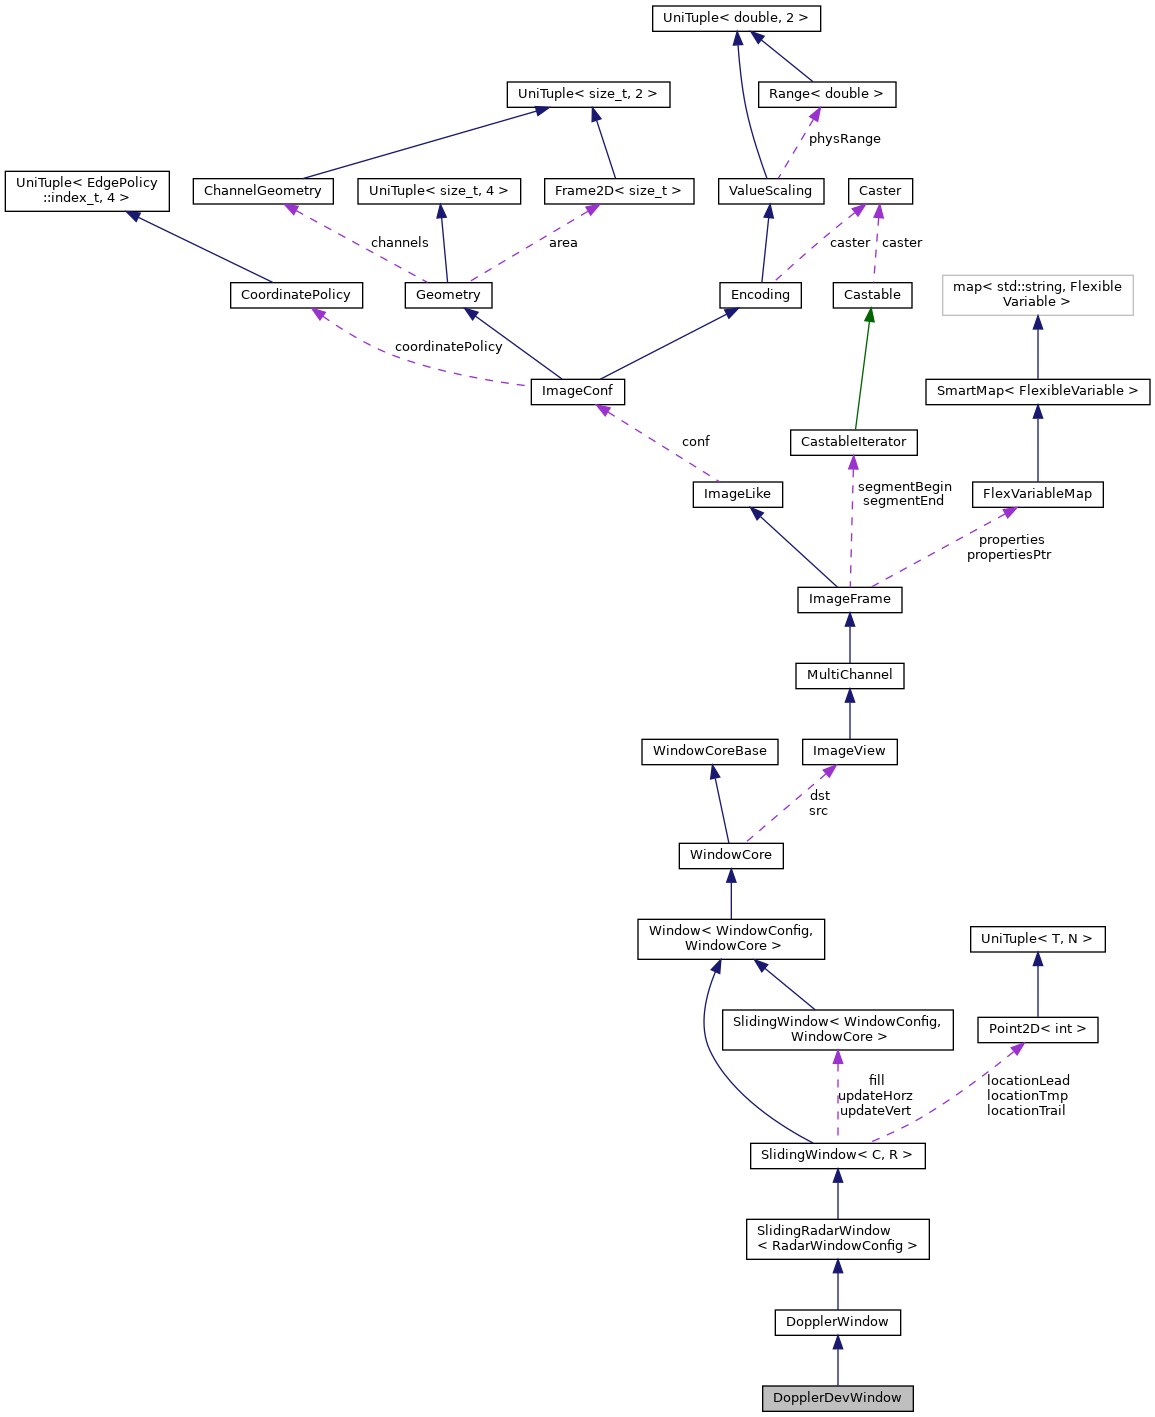 UniTuple< double, 2 >
UniTuple< size_t, 2 >
Range< double >
physRange
UniTuple< EdgePolicy
::index_t, 4 >
ChannelGeometry
UniTuple< size_t, 4 >
Frame2D< size_t >
ValueScaling
Caster
channels
area
caster
caster
CoordinatePolicy
Geometry
Encoding
Castable
map< std::string, Flexible
Variable >
coordinatePolicy
ImageConf
SmartMap< FlexibleVariable >
conf
CastableIterator
ImageLike
segmentBegin
segmentEnd
FlexVariableMap
properties
propertiesPtr
ImageFrame
MultiChannel
WindowCoreBase
ImageView
dst
src
WindowCore
Window< WindowConfig,
WindowCore >
UniTuple< T, N >
SlidingWindow< WindowConfig,
WindowCore >
Point2D< int >
fill
updateHorz
updateVert
locationLead
locationTmp
locationTrail
SlidingWindow< C, R >
SlidingRadarWindow
< RadarWindowConfig >
DopplerWindow
DopplerDevWindow